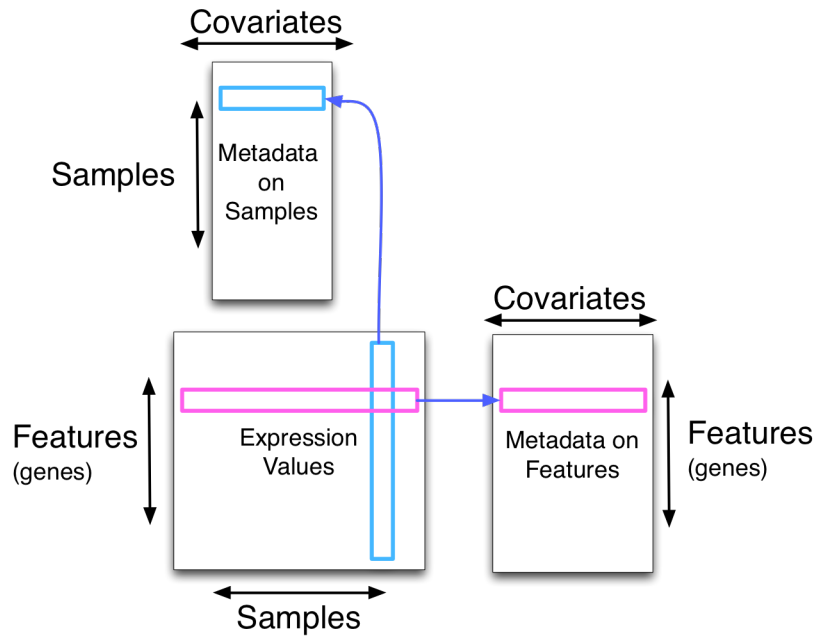 Covariates
Samples
Metadata
on
Samples
Covariates
Features
(genes)
Expression
Values
Metadata on
Features
Features
(genes)
Samples